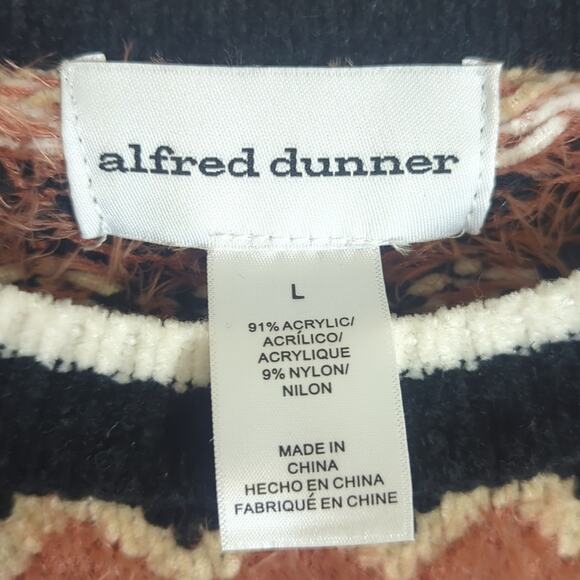 alfred dunner
L
91% ACRYLIC/
ACRÍLICO/
ACRYLIQUE
9% NYLON/
NILON
MADE IN
CHINA
HECHO EN CHINA
FABRIQUÉ EN CHINE